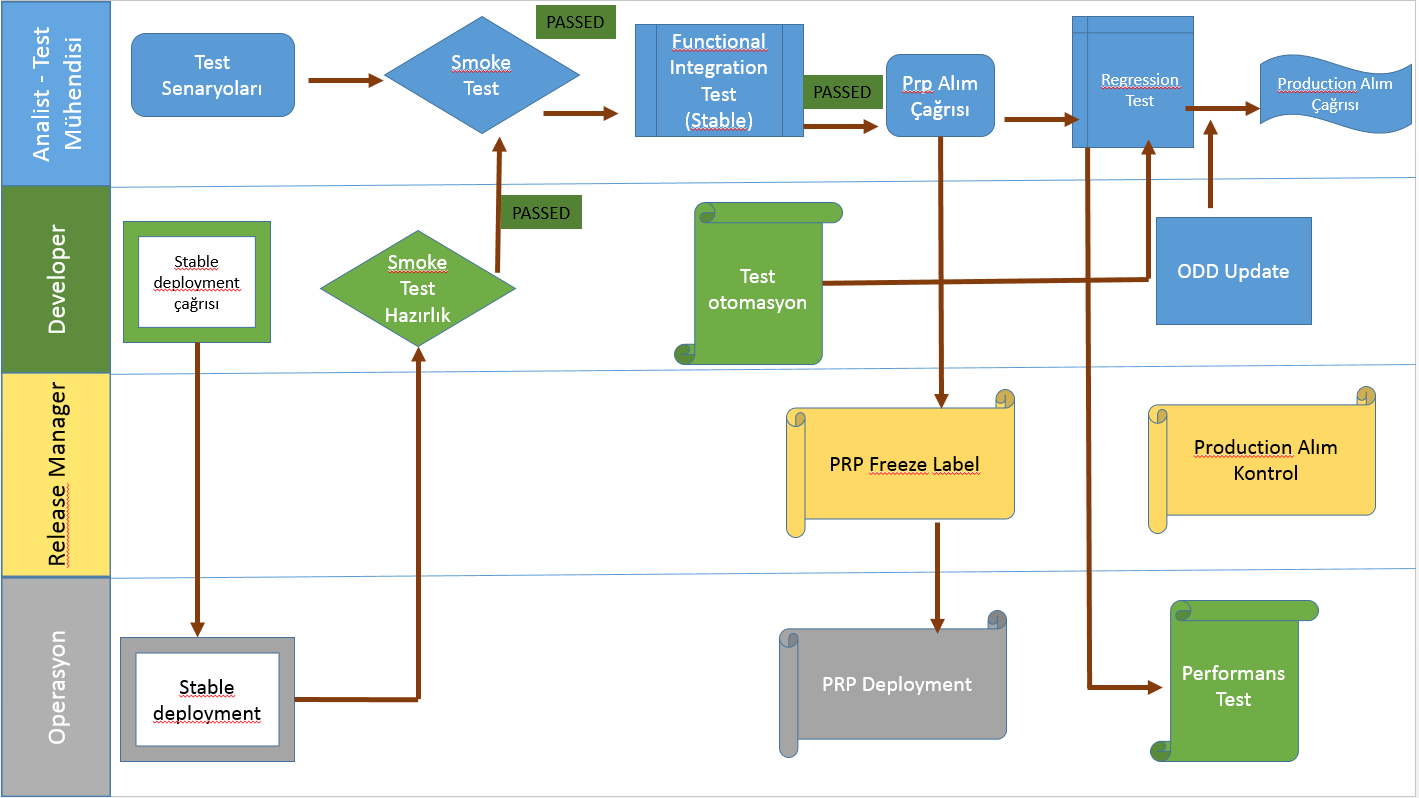 Analist - Test
Mühendisi
Test
Senaryoları
Smoke
Test
PASSED
Functional
Integration
Test
(Stable)
PASSED
Prp Alım
Çağrısı
Regression
Test
Production Alım
Çağrısı
Developer
Stable
deployment
çağrısı
Smoke
Test
Hazırlık
PASSED
Test
otomasyon
ODD Update
Release Manager
PRP Freeze Label
Production Alım
Kontrol
Operasyon
Stable
deployment
PRP Deployment
Performans
Test